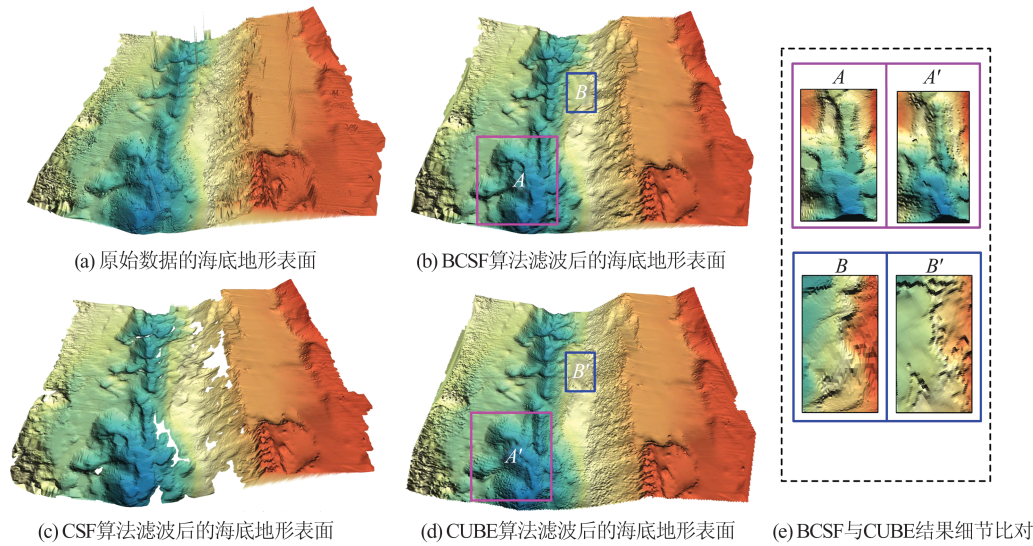 B
A
(a) 原始数据的海底地形表面
(b) BCSF算法滤波后的海底地形表面
B'
A'
(c) CSF算法滤波后的海底地形表面
(d) CUBE算法滤波后的海底地形表面
A A'
B B'
(e) BCSF与CUBE结果细节比对